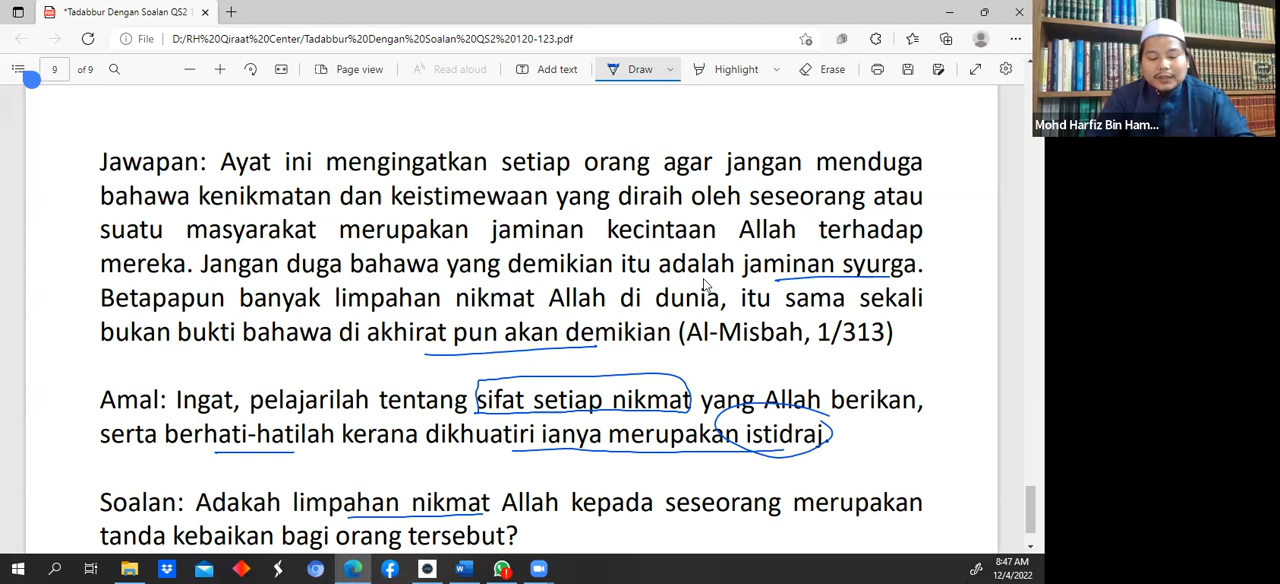 *Tadabbur Dengan Soalan QS2 1
File
D:/RH%20Qiraat%20Center/Tadabbur%20Dengan%20Soalan%20QS2%20120-123.pdf
9 of 9
Page view
Read aloud
Add text
Draw
Highlight
Erase
Mohd Harfiz Bin Ham...
Jawapan: Ayat ini mengingatkan setiap orang agar jangan menduga
bahawa kenikmatan dan keistimewaan yang diraih oleh seseorang atau
suatu masyarakat merupakan jaminan kecintaan Allah terhadap
mereka. Jangan duga bahawa yang demikian itu adalah jaminan syurga.
Betapapun banyak limpahan nikmat Allah di dunia, itu sama sekali
bukan bukti bahawa di akhirat pun akan demikian (Al-Misbah, 1/313)
Amal: Ingat, pelajarilah tentang sifat setiap nikmat yang Allah berikan,
serta berhati-hatilah kerana dikhuatiri ianya merupakan istidraj.
Soalan: Adakah limpahan nikmat Allah kepada seseorang merupakan
tanda kebaikan bagi orang tersebut?
8:47 AM
12/4/2022